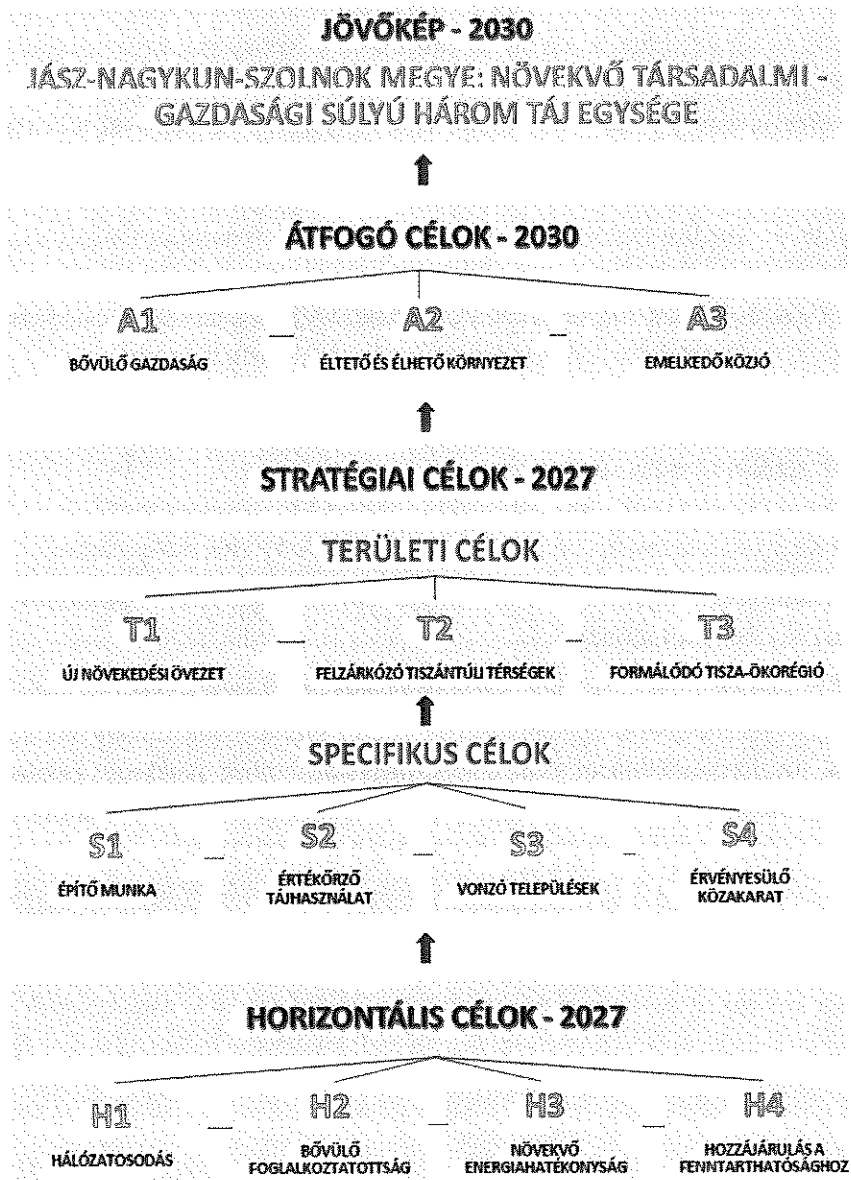 JÖVŐKÉP - 2030
JÁSZ-NAGYKUN-SZOLNOK MEGYE: NÖVEKVŐ TÁRSADALMI -
GAZDASÁGI SÚLYÚ HÁROM TÁJ EGYSÉGE
ÁTFOGÓ CÉLOK - 2030
A1
A2
A3
BŐVÜLŐ GAZDASÁG
ÉLTETŐ ÉS ÉLHETŐ KÖRNYEZET
EMELKEDŐ KÖZJÓ
STRATÉGIAI CÉLOK - 2027
TERÜLETI CÉLOK
T1
T2
T3
ÚJ NÖVEKEDÉSI ÖVEZET
FELZÁRKÓZÓ TISZÁNTÚLI TÉRSÉGEK
FORMÁLÓDÓ TISZA-ÖKORÉGIÓ
SPECIFIKUS CÉLOK
S1
ÉPÍTŐ MUNKA
S2
ÉRTÉKŐRZŐ
TÁJHASZNÁLAT
S3
VONZÓ TELEPÜLÉSEK
S4
ÉRVÉNYESÜLŐ
KÖZAKARAT
HORIZONTÁLIS CÉLOK - 2027
H1
HÁLÓZATOSODÁS
H2
BŐVÜLŐ
FOGLALKOZTATOTTSÁG
H3
NÖVEKVŐ
ENERGIAHATÉKONYSÁG
H4
HOZZÁJÁRULÁS A
FENNTARTHATÓSÁGHOZ